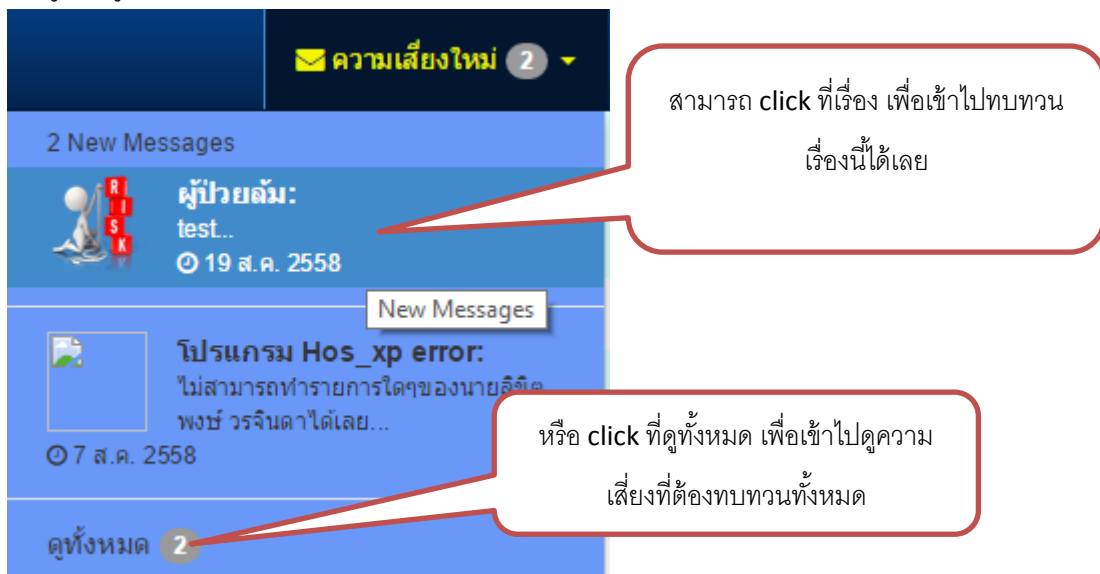 ความเสี่ยงใหม่ 2
สามารถ click ที่เรื่อง เพื่อเข้าไปทบทวน
เรื่องนี้ได้เลย
2 New Messages
RISK
ผู้ป่วยล้ม:
test...
19 ส.ค. 2558
New Messages
โปรแกรม Hos_xp error:
ไม่สามารถทำรายการใดๆของนายลิขิต
พงษ์ วรจินดาได้เลย...
7 ส.ค. 2558
หรือ click ที่ดูทั้งหมด เพื่อเข้าไปดูความ
เสี่ยงที่ต้องทบทวนทั้งหมด
ดูทั้งหมด 2